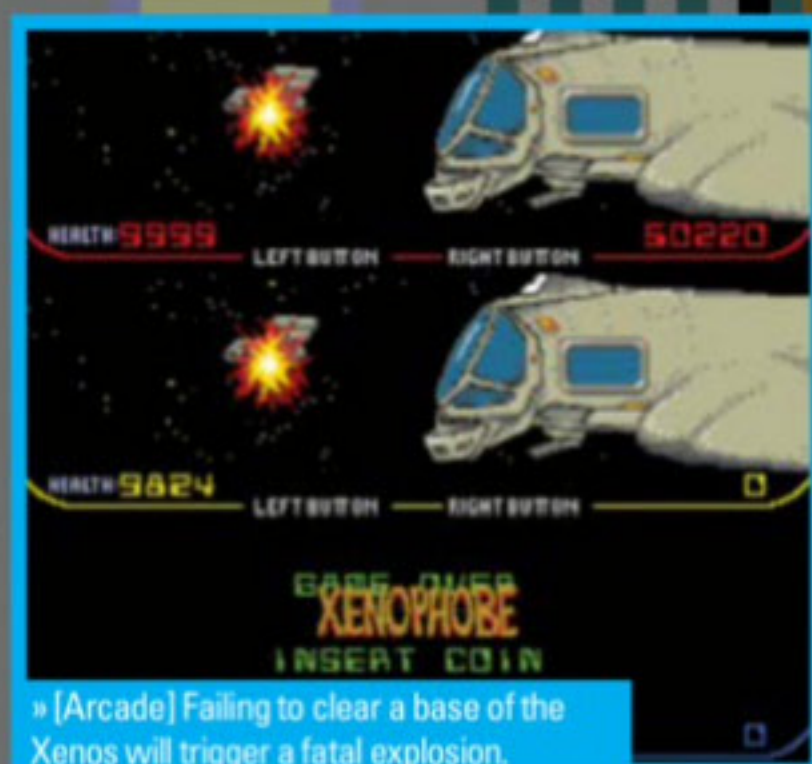 HEALTH: 9999 50220
LEFT BUTTON RIGHT BUTTON
HEALTH: 9824 0
LEFT BUTTON RIGHT BUTTON
GAME OVER
XENOPHOBE
INSERT COIN
0
» [Arcade] Failing to clear a base of the
Xenos will trigger a fatal explosion.